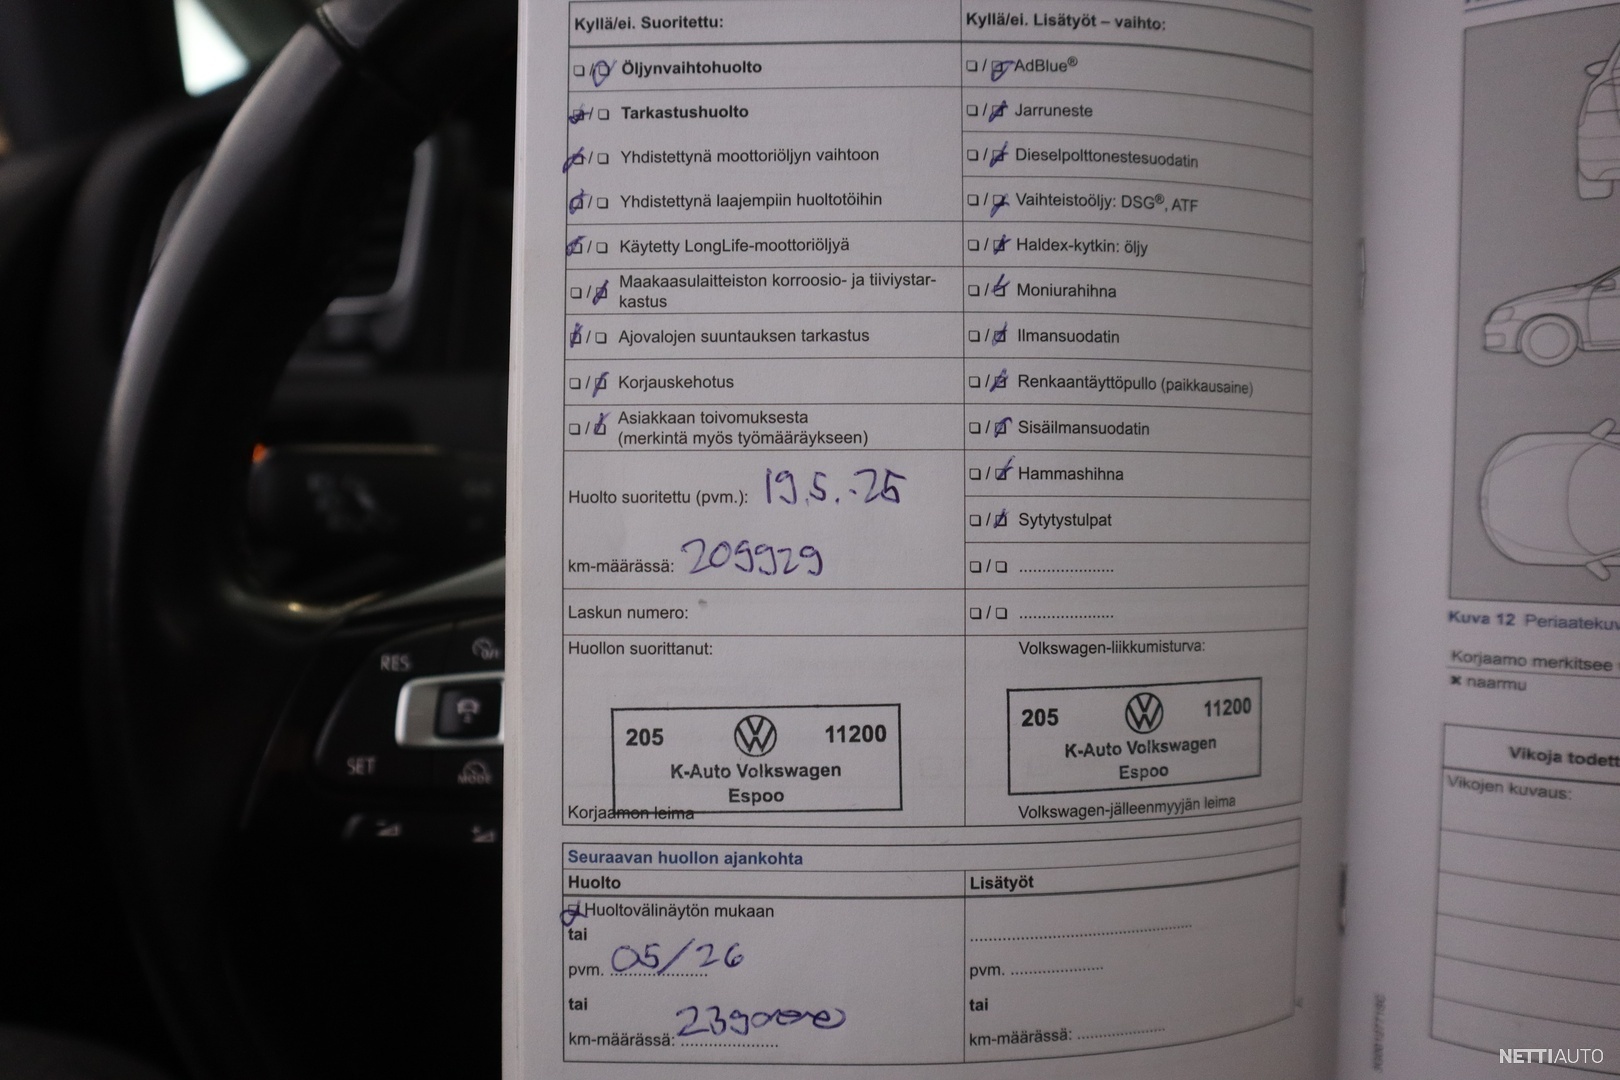 Kyllä/ei. Suoritettu:
Kyllä/ei. Lisätyöt – vaihto:
Öljynvaihtohuolto
AdBlue®
Tarkastushuolto
Jarruneste
Yhdistettynä moottoriöljyn vaihtoon
Dieselpolttonestesuodatin
Yhdistettynä laajempiin huoltotöihin
Vaihteistoöljy: DSG®, ATF
Käytetty LongLife-moottoriöljyä
Haldex-kytkin: öljy
Maakaasulaitteiston korroosio- ja tiiviystar-
kastus
Moniurahihna
Ajovalojen suuntauksen tarkastus
Ilmansuodatin
Korjauskehotus
Renkaantäyttöpullo (paikkausaine)
Asiakkaan toivomuksesta
(merkintä myös työmääräykseen)
Sisäilmansuodatin
Hammashihna
Huolto suoritettu (pvm.): 19.5.-25
Sytytystulpat
km-määrässä: 209929
Laskun numero:
Huollon suorittanut:
Volkswagen-liikkumisturva:
205 11200
K-Auto Volkswagen
Espoo
Korjaamon leima
205 11200
K-Auto Volkswagen
Espoo
Volkswagen-jälleenmyyjän leima
Seuraavan huollon ajankohta
Huolto
Lisätyöt
Huoltovälinäytön mukaan
tai
pvm. 05/26
pvm.
tai
tai
km-määrässä: 239000
km-määrässä:
Kuva 12 Periaatekuv
Korjaamo merkitsee
naarmu
Vikoja todett
Vikojen kuvaus:
RES
SET
MODE
NETTIAUTO